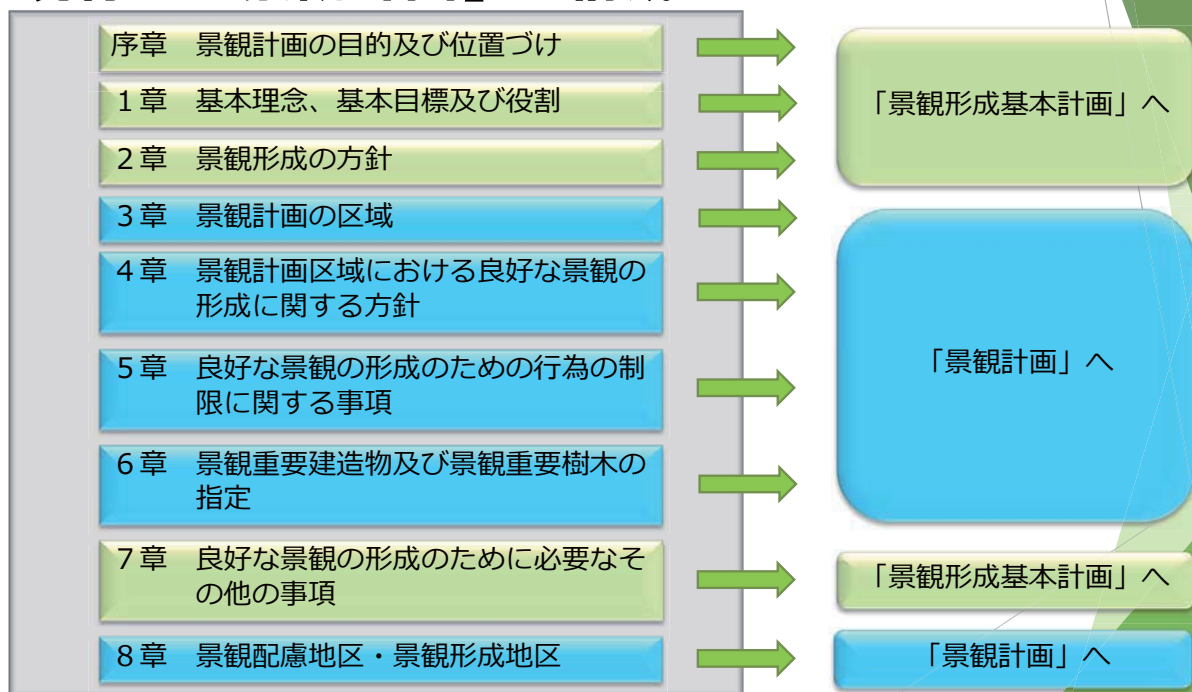 序章 景観計画の目的及び位置づけ
「景観形成基本計画」へ
1章 基本理念、基本目標及び役割
2章 景観形成の方針
3章 景観計画の区域
4章 景観計画区域における良好な景観の
形成に関する方針
「景観計画」へ
5章 良好な景観の形成のための行為の制
限に関する事項
6章 景観重要建造物及び景観重要樹木の
指定
7章 良好な景観の形成のために必要なそ
の他の事項
「景観形成基本計画」へ
8章 景観配慮地区・景観形成地区
「景観計画」へ